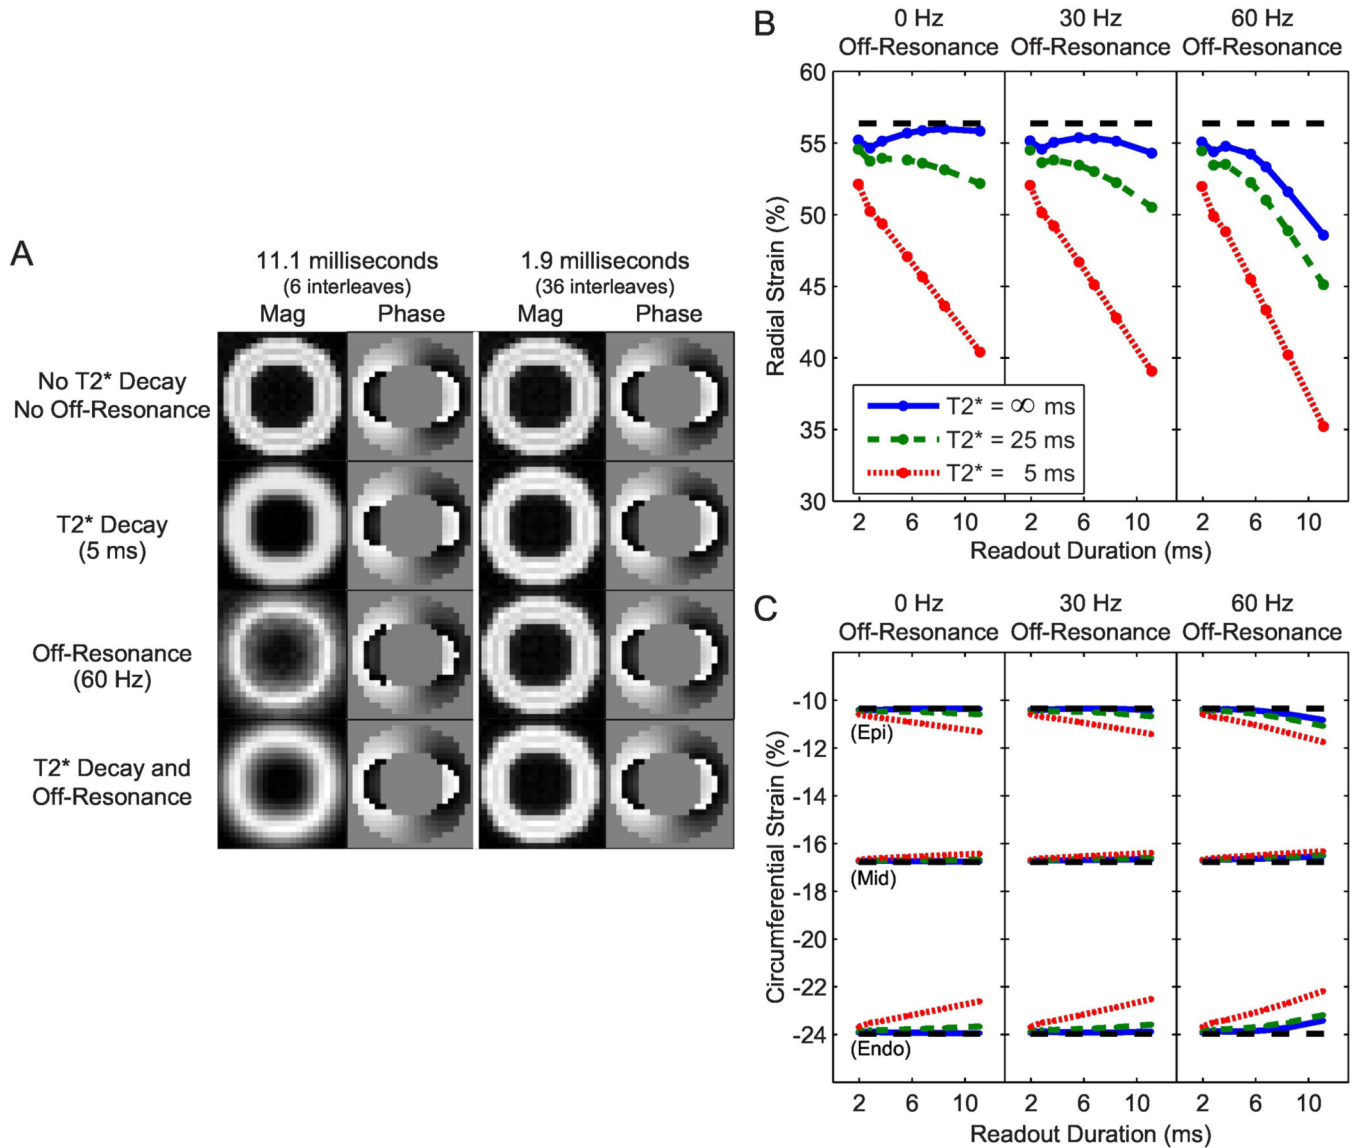 A
11.1 milliseconds
(6 interleaves)
1.9 milliseconds
(36 interleaves)
Mag
Phase
Mag
Phase
No T2* Decay
No Off-Resonance
T2* Decay
(5 ms)
Off-Resonance
(60 Hz)
T2* Decay and
Off-Resonance
B
0 Hz
Off-Resonance
30 Hz
Off-Resonance
60 Hz
Off-Resonance
Radial Strain (%)
60
55
50
45
40
35
30
T2* = ∞ ms
T2* = 25 ms
T2* = 5 ms
2 6 10
2 6 10
2 6 10
Readout Duration (ms)
C
0 Hz
Off-Resonance
30 Hz
Off-Resonance
60 Hz
Off-Resonance
Circumferential Strain (%)
-10
-12
-14
-16
-18
-20
-22
-24
(Epi)
(Mid)
(Endo)
2 6 10
2 6 10
2 6 10
Readout Duration (ms)